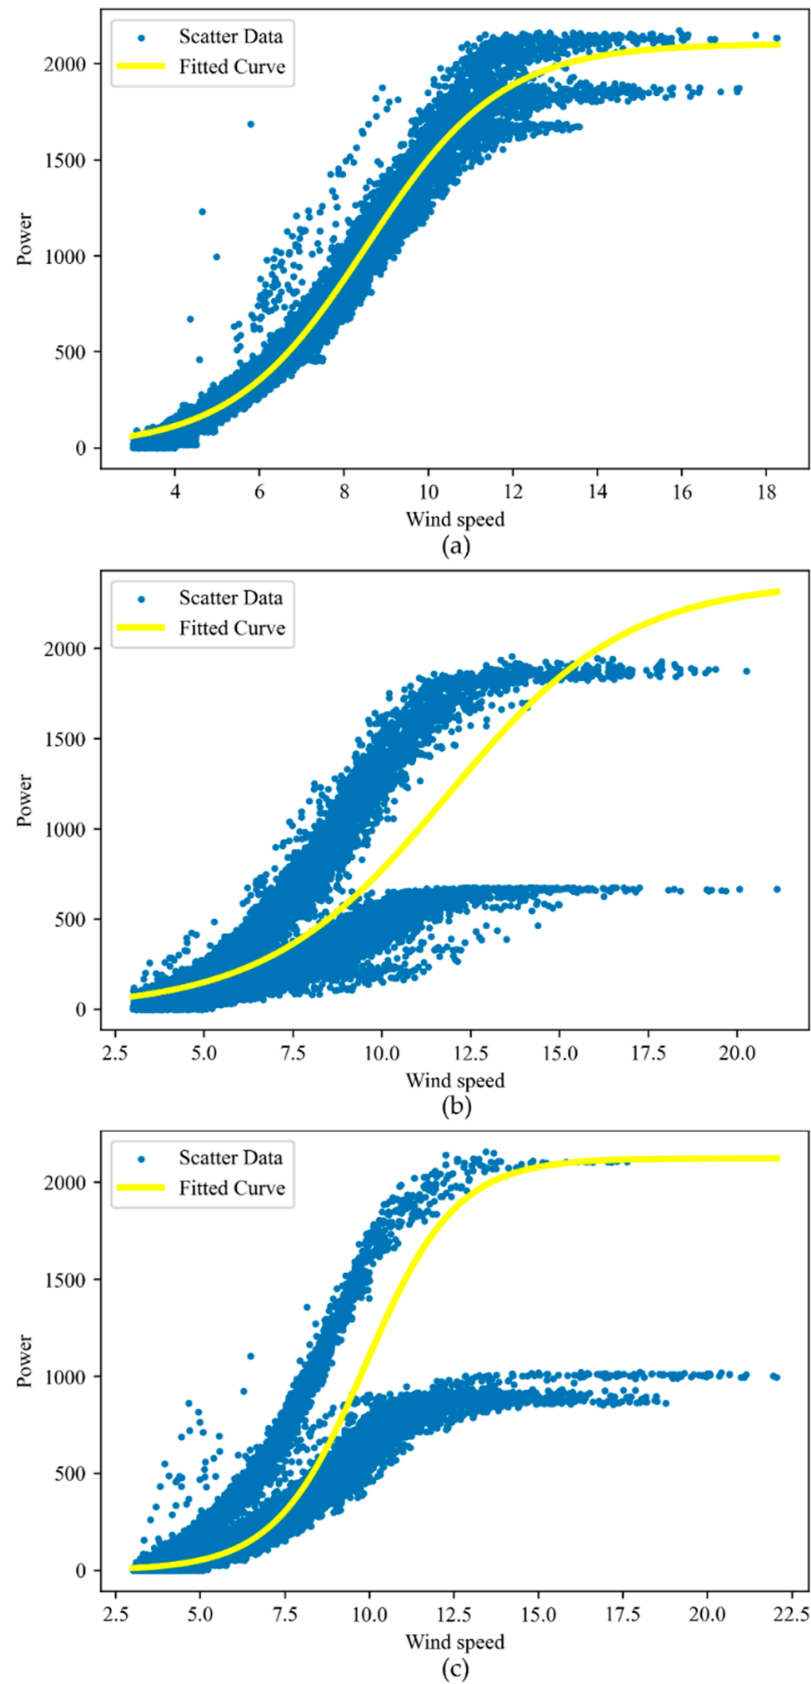 Scatter Data
Fitted Curve
2000
1500
1000
500
0
Power
4 6 8 10 12 14 16 18
Wind speed
(a)
Scatter Data
Fitted Curve
2000
1500
1000
500
0
Power
2.5 5.0 7.5 10.0 12.5 15.0 17.5 20.0
Wind speed
(b)
Scatter Data
Fitted Curve
2000
1500
1000
500
0
Power
2.5 5.0 7.5 10.0 12.5 15.0 17.5 20.0 22.5
Wind speed
(c)